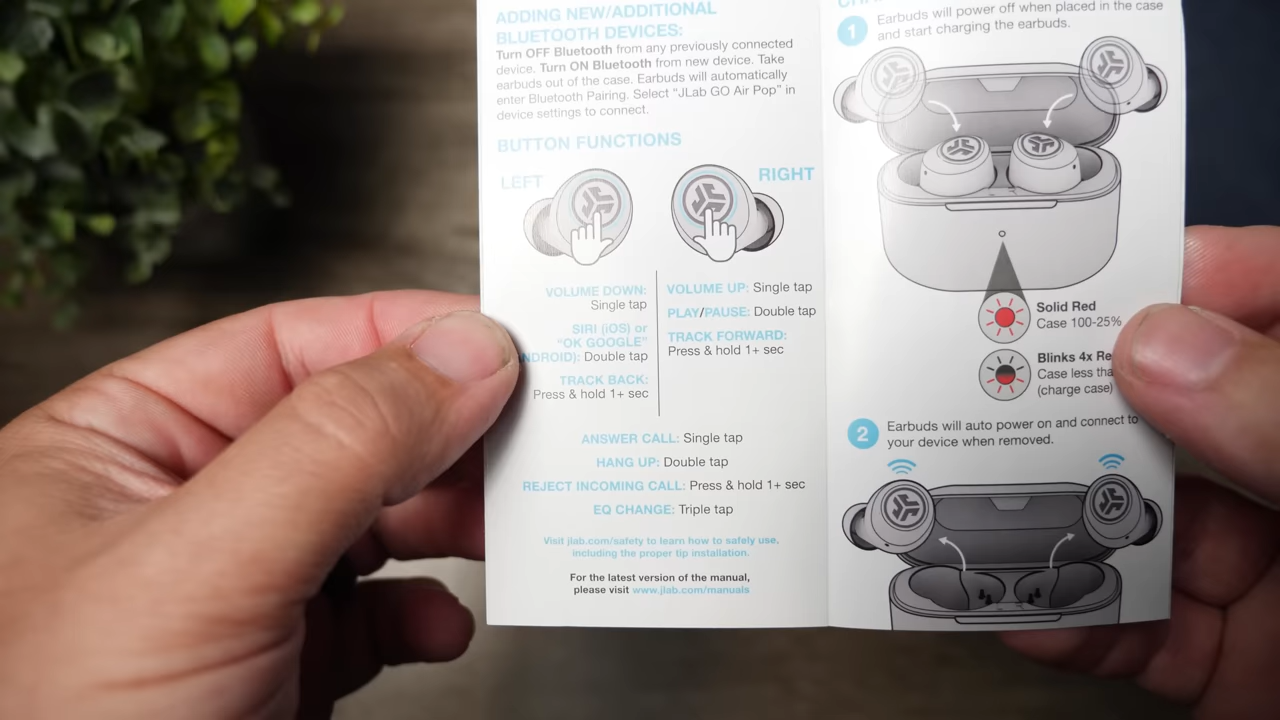 ADDING NEW/ADDITIONAL
BLUETOOTH DEVICES:
Turn OFF Bluetooth from any previously connected
device. Turn ON Bluetooth from new device. Take
earbuds out of the case. Earbuds will automatically
enter Bluetooth Pairing. Select “JLab GO Air Pop” in
device settings to connect.
BUTTON FUNCTIONS
LEFT
RIGHT
VOLUME DOWN:
Single tap
SIRI (iOS) or
“OK GOOGLE”
NDROID): Double tap
TRACK BACK:
Press & hold 1+ sec
VOLUME UP: Single tap
PLAY/PAUSE: Double tap
TRACK FORWARD:
Press & hold 1+ sec
ANSWER CALL: Single tap
HANG UP: Double tap
REJECT INCOMING CALL: Press & hold 1+ sec
EQ CHANGE: Triple tap
Visit jlab.com/safety to learn how to safely use,
including the proper tip installation.
For the latest version of the manual,
please visit www.jlab.com/manuals
1 Earbuds will power off when placed in the case
and start charging the earbuds.
Solid Red
Case 100-25%
Blinks 4x Re
Case less tha
(charge case)
2 Earbuds will auto power on and connect to
your device when removed.